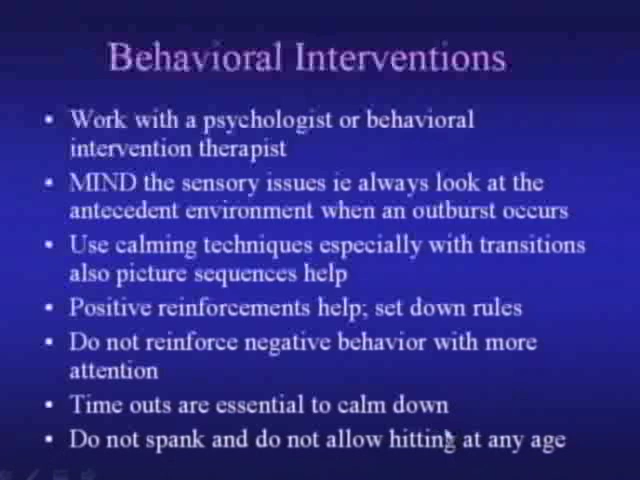 Behavioral Interventions
• Work with a psychologist or behavioral
intervention therapist
• MIND the sensory issues ie always look at the
antecedent environment when an outburst occurs
• Use calming techniques especially with transitions
also picture sequences help
• Positive reinforcements help; set down rules
• Do not reinforce negative behavior with more
attention
• Time outs are essential to calm down
• Do not spank and do not allow hitting at any age